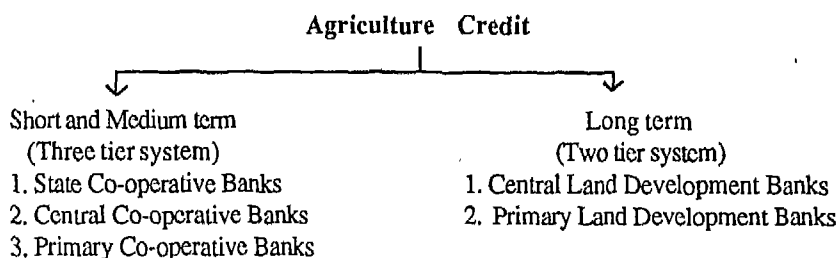 Agriculture Credit
Short and Medium term
(Three tier system)
1. State Co-operative Banks
2. Central Co-operative Banks
3. Primary Co-operative Banks
Long term
(Two tier system)
1. Central Land Development Banks
2. Primary Land Development Banks